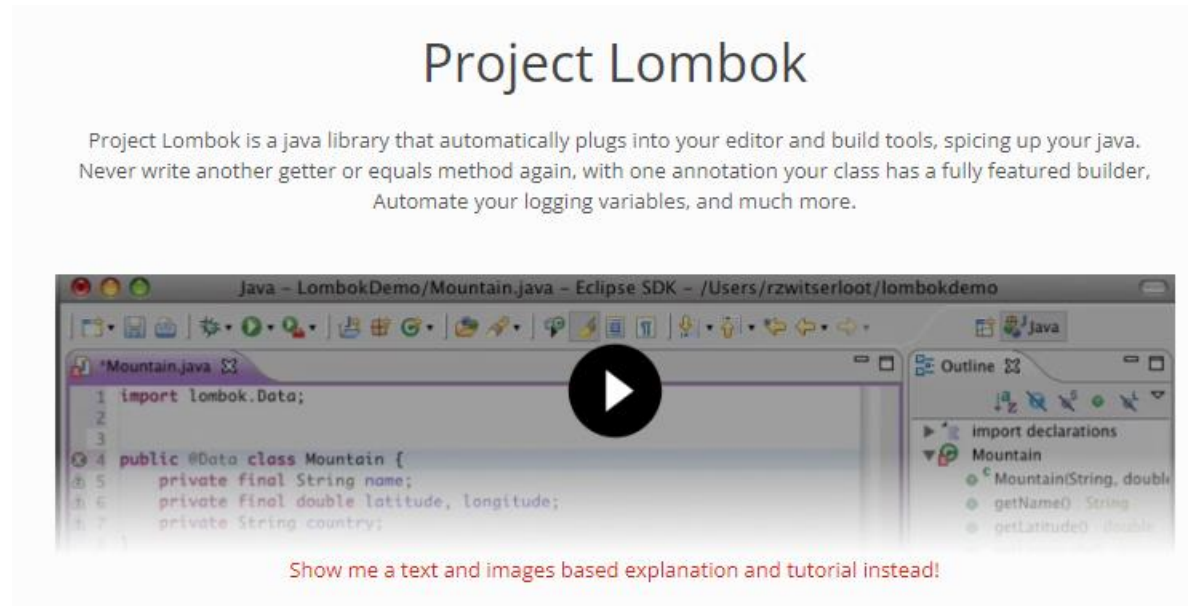 Project Lombok
Project Lombok is a java library that automatically plugs into your editor and build tools, spicing up your java.
Never write another getter or equals method again, with one annotation your class has a fully featured builder,
Automate your logging variables, and much more.
Java – LombokDemo/Mountain.java – Eclipse SDK – /Users/rzwitserloot/lombokdemo
Java
*Mountain.java
Outline
1 import lombok.Data;
2
3
4 public @Data class Mountain {
5 private final String name;
6 private final double latitude, longitude;
7 private String country;
import declarations
Mountain
Mountain(String, double
getName() : String
getLatitude() : double
Show me a text and images based explanation and tutorial instead!